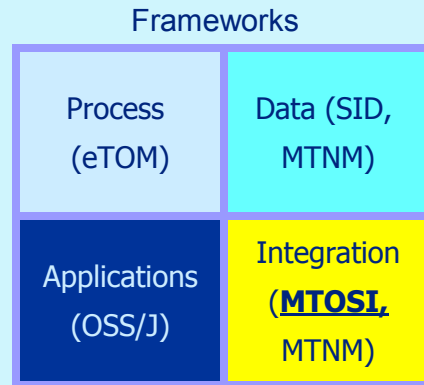 Frameworks
Process
(eTOM)
Data (SID,
MTNM)
Applications
(OSS/J)
Integration
(MTOSI,
MTNM)